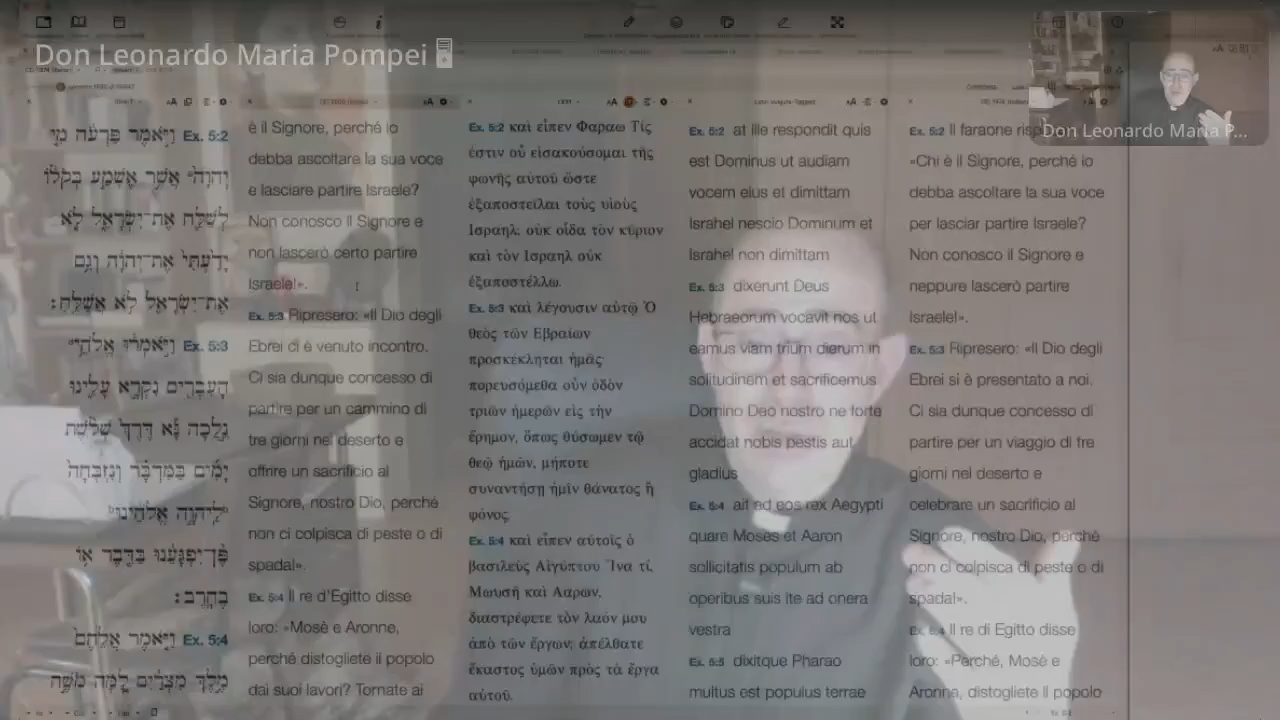 Don Leonardo Maria Pompei
Don Leonardo Maria P...
Ex. 5:2 וַיֹּאמֶר פַּרְעֹה מִי
יְהוָה אֲשֶׁר אֶשְׁמַע בְּקֹלוֹ
לְשַׁלַּח אֶת־יִשְׂרָאֵל לֹא
יָדַעְתִּי אֶת־יְהוָה וְגַם
אֶת־יִשְׂרָאֵל לֹא אֲשַׁלֵּחַ׃
Ex. 5:3 וַיֹּאמְרוּ אֱלֹהֵי
הָעִבְרִים נִקְרָא עָלֵינוּ
נֵלֲכָה נָּא דֶּרֶךְ שְׁלֹשֶׁת
יָמִים בַּמִּדְבָּר וְנִזְבְּחָה
לַיהוָה אֱלֹהֵינוּ
פֶּן־יִפְגָּעֵנוּ בַּדֶּבֶר אוֹ
בֶחָרֶב׃
Ex. 5:4 וַיֹּאמֶר אֲלֵהֶם
מֶלֶךְ מִצְרַיִם לָמָּה מֹשֶׁה
è il Signore, perché io
debba ascoltare la sua voce
e lasciare partire Israele?
Non conosco il Signore e
non lascerò certo partire
Israele!».
Ex. 5:3 Ripresero: «Il Dio degli
Ebrei ci è venuto incontro.
Ci sia dunque concesso di
partire per un cammino di
tre giorni nel deserto e
offrire un sacrificio al
Signore, nostro Dio, perché
non ci colpisca di peste o di
spada!».
Ex. 5:4 Il re d'Egitto disse
loro: «Mosè e Aronne,
perché distogliete il popolo
dai suoi lavori? Tornate ai
Ex. 5:2 καὶ εἶπεν Φαραω Τίς
ἐστιν οὗ εἰσακούσομαι τῆς
φωνῆς αὐτοῦ ὥστε
ἐξαποστεῖλαι τοὺς υἱοὺς
Ισραηλ; οὐκ οἶδα τὸν κύριον
καὶ τὸν Ισραηλ οὐκ
ἐξαποστέλλω.
Ex. 5:3 καὶ λέγουσιν αὐτῷ Ὁ
θεὸς τῶν Εβραίων
προσκέκληται ἡμᾶς·
πορευσόμεθα οὖν ὁδὸν
τριῶν ἡμερῶν εἰς τὴν
ἔρημον, ὅπως θύσωμεν τῷ
θεῷ ἡμῶν, μήποτε
συναντήσῃ ἡμῖν θάνατος ἢ
φόνος.
Ex. 5:4 καὶ εἶπεν αὐτοῖς ὁ
βασιλεὺς Αἰγύπτου Ἵνα τί,
Μωυσῆ καὶ Ααρων,
διαστρέφετε τὸν λαόν μου
ἀπὸ τῶν ἔργων; ἀπέλθατε
ἕκαστος ὑμῶν πρὸς τὰ ἔργα
αὐτοῦ.
Ex. 5:2 at ille respondit quis
est Dominus ut audiam
vocem eius et dimittam
Israhel nescio Dominum et
Israhel non dimittam
Ex. 5:3 dixerunt Deus
Hebraeorum vocavit nos ut
eamus viam trium dierum in
solitudinem et sacrificemus
Domino Deo nostro ne forte
accidat nobis pestis aut
gladius
Ex. 5:4 ait ad eos rex Aegypti
quare Moses et Aaron
sollicitatis populum ab
operibus suis ite ad onera
vestra
Ex. 5:5 dixitque Pharao
multus est populus terrae
Ex. 5:2 Il faraone
«Chi è il Signore, perché io
debba ascoltare la sua voce
per lasciar partire Israele?
Non conosco il Signore e
neppure lascerò partire
Israele!».
Ex. 5:3 Ripresero: «Il Dio degli
Ebrei si è presentato a noi.
Ci sia dunque concesso di
partire per un viaggio di tre
giorni nel deserto e
celebrare un sacrificio al
Signore, nostro Dio, perché
non ci colpisca di peste o di
spada!».
Ex. 5:4 Il re di Egitto disse
loro: «Perché, Mosè e
Aronne, distogliete il popolo